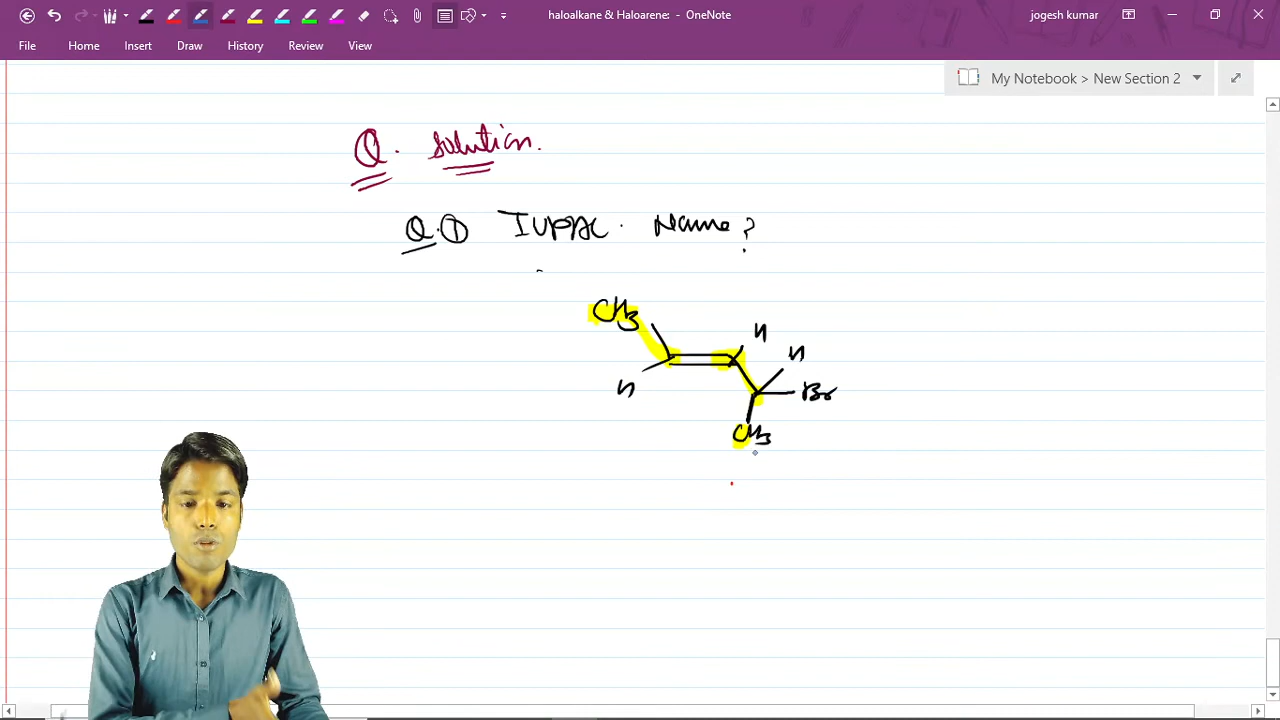 haloalkane & Haloarene: - OneNote
jogesh kumar
File Home Insert Draw History Review View
My Notebook > New Section 2
Q. Solution.
Q.① IUPAC. Name?
CH3
H
H
H
Br
CH3